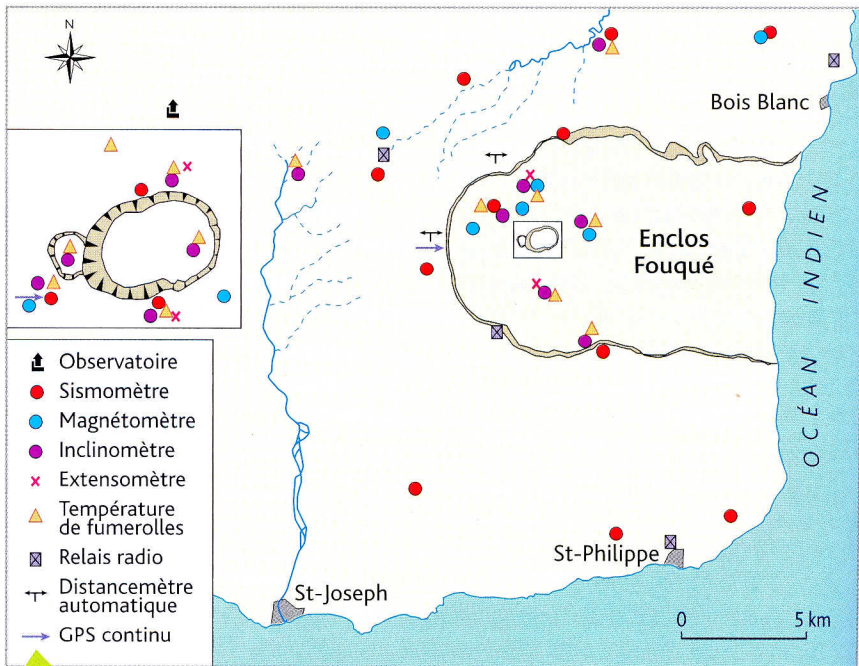 N
Bois Blanc
Enclos
Fouqué
OCÉAN INDIEN
Observatoire
Sismomètre
Magnétomètre
Inclinomètre
Extensomètre
Température
de fumerolles
Relais radio
Distancemètre
automatique
GPS continu
St-Joseph
St-Philippe
0 5 km